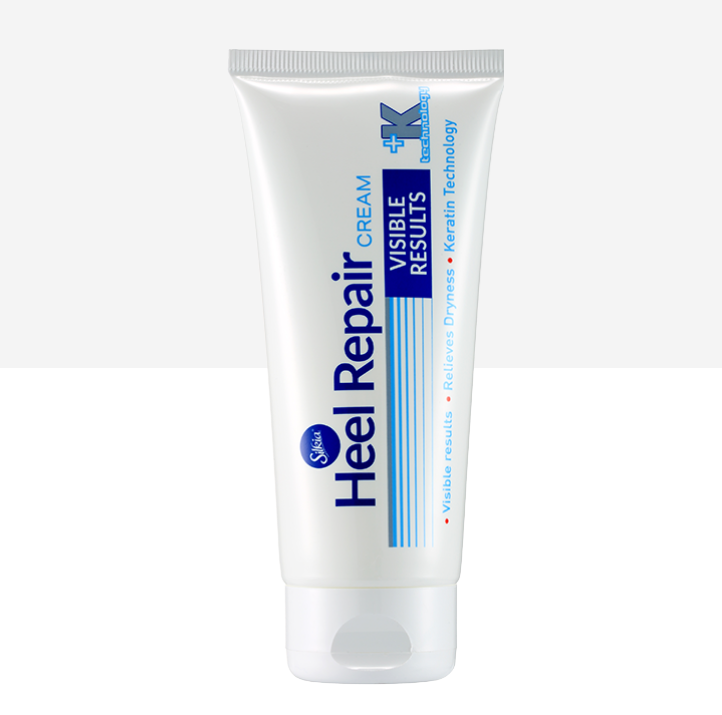 Silkia
Heel Repair CREAM
VISIBLE
RESULTS
+K
technology
• Visible results • Relieves Dryness • Keratin Technology